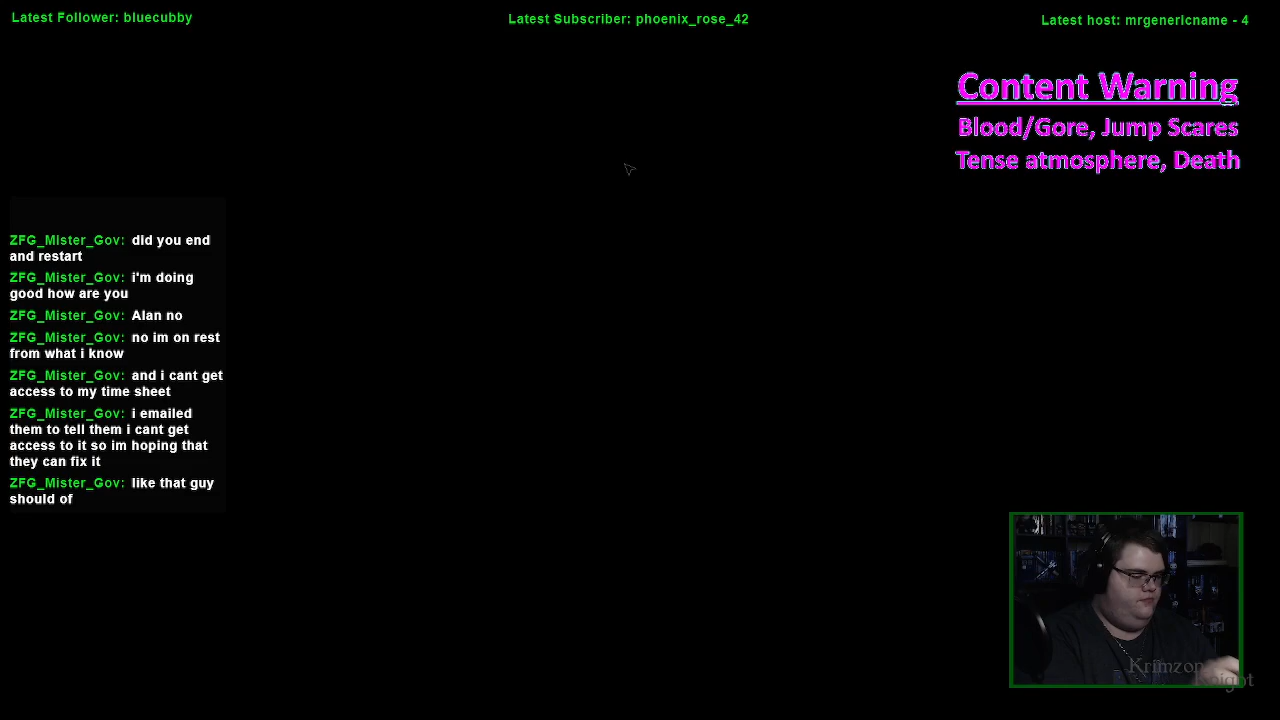 Latest Follower: bluecubby
Latest Subscriber: phoenix_rose_42
Latest host: mrgenericname - 4
Content Warning
Blood/Gore, Jump Scares
Tense atmosphere, Death
ZFG_Mister_Gov: did you end
and restart
ZFG_Mister_Gov: i'm doing
good how are you
ZFG_Mister_Gov: Alan no
ZFG_Mister_Gov: no im on rest
from what i know
ZFG_Mister_Gov: and i cant get
access to my time sheet
ZFG_Mister_Gov: i emailed
them to tell them i cant get
access to it so im hoping that
they can fix it
ZFG_Mister_Gov: like that guy
should of
Krimzon
Knight